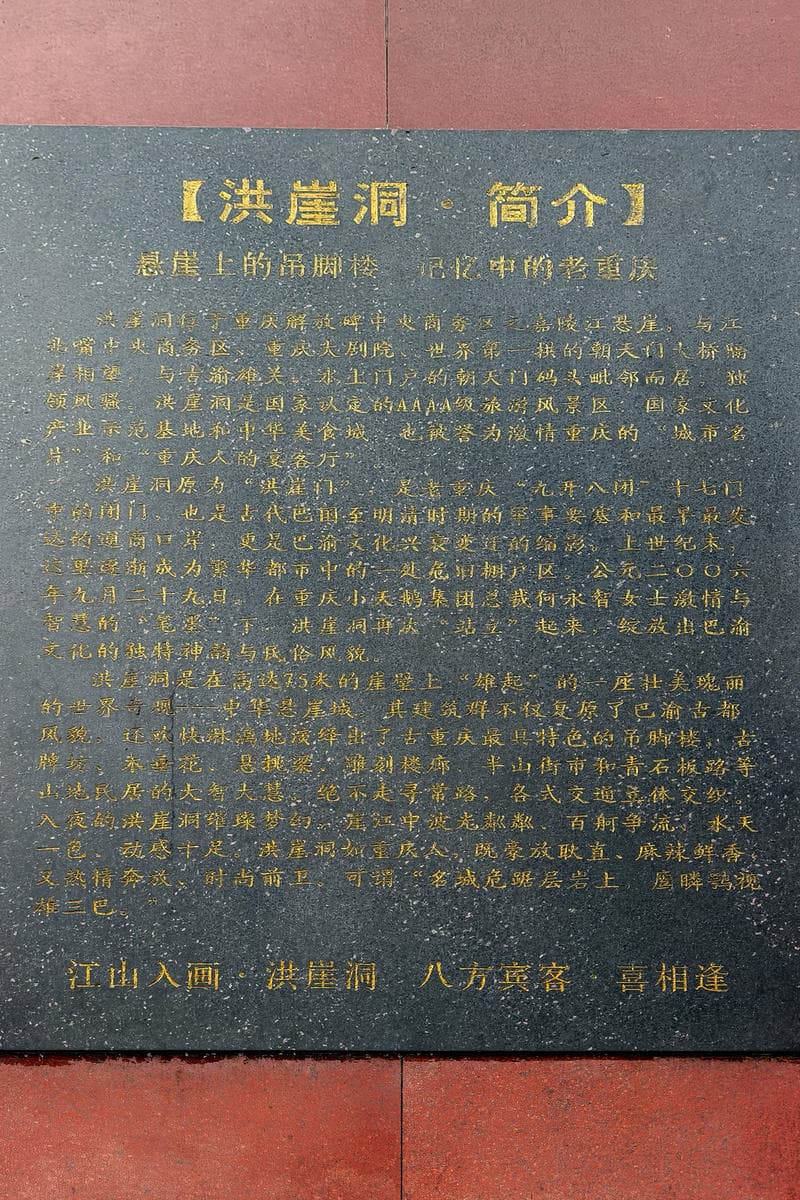 【洪崖洞·简介】
悬崖上的吊脚楼 记忆中的老重庆
洪崖洞位于重庆解放碑中央商务区之嘉陵江悬崖，与江
北嘴中央商务区、重庆大剧院、世界第一拱的朝天门大桥隔
岸相望，与古渝雄关、水上门户的朝天门码头毗邻而居，独
领风骚。洪崖洞是国家认定的AAAA级旅游风景区、国家文化
产业示范基地和中华美食城，也被誉为激情重庆的“城市名
片”和“重庆人的宴客厅”。
洪崖洞原为“洪崖门”，是老重庆“九开八闭”十七门
中的闭门，也是古代巴国至明清时期的军事要塞和最早最发
达的通商口岸，更是巴渝文化兴衰变迁的缩影。上世纪末，
这里逐渐成为繁华都市中的一处危旧棚户区。公元二〇〇六
年九月二十九日，在重庆小天鹅集团总裁何永智女士激情与
智慧的“笔墨”下，洪崖洞再次“站立”起来，绽放出巴渝
文化的独特神韵与民俗风貌。
洪崖洞是在高达75米的崖壁上“雄起”的一座壮美瑰丽
的世界奇观——中华悬崖城。其建筑群不仅复原了巴渝古都
风貌，还欢快淋漓地演绎出了古重庆最具特色的吊脚楼、古
牌坊、木垂花、悬挑梁、雕刻楼廊、半山街市和青石板路等
山地民居的大智大慧，绝不走寻常路，各式交通立体交织。
入夜的洪崖洞璀璨梦幻，崖江中波光粼粼、百舸争流，水天
一色、动感十足。洪崖洞如重庆人，既豪放耿直、麻辣鲜香，
又热情奔放、时尚前卫，可谓“名城危踞层岩上，鹰瞵鹗视
雄三巴。”
江山入画·洪崖洞 八方宾客·喜相逢